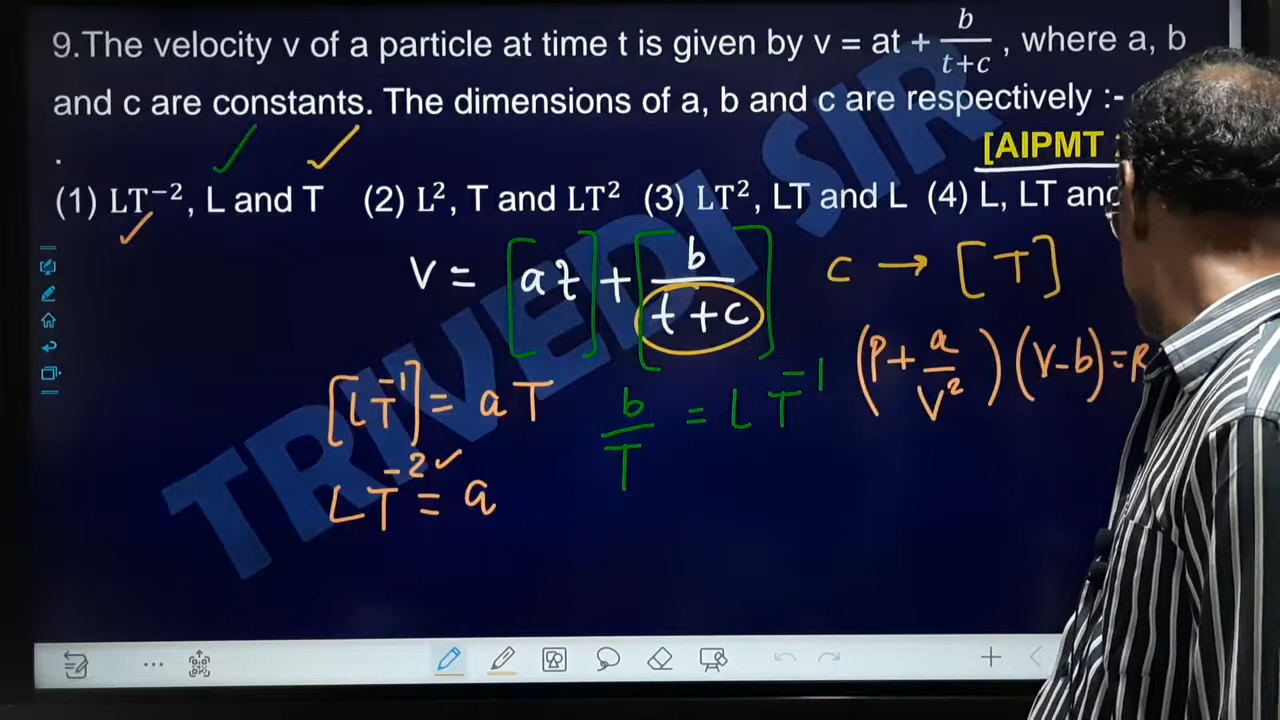 9.The velocity v of a particle at time t is given by v = at + b/(t+c) , where a, b
and c are constants. The dimensions of a, b and c are respectively :-
.
[AIPMT
(1) LT⁻², L and T (2) L², T and LT² (3) LT², LT and L (4) L, LT and
V = [at] + [b/(t+c)] c → [T]
(P + a/V²)(V-b)=R
[LT⁻¹] = aT
b/T = LT⁻¹
LT⁻² = a
TRIVEDI SIR